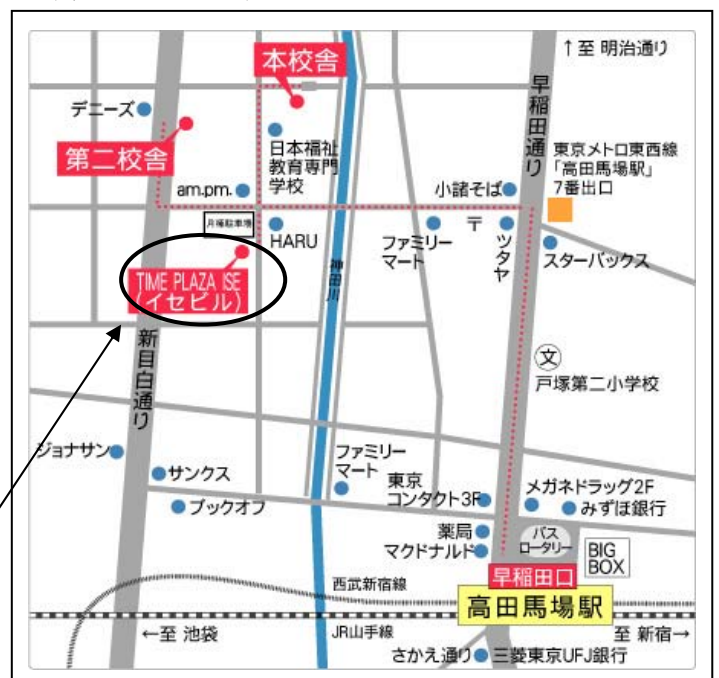 ↑至 明治通り
本校舎
デニーズ
早稲田通り
第二校舎
日本福祉
教育専門
学校
東京メトロ東西線
「高田馬場駅」
7番出口
am.pm.
小諸そば
月極駐車場
HARU
ファミリー
マート
〒
ツタヤ
スターバックス
TIME PLAZA ISE
(イセビル)
神田川
新目白通り
文
戸塚第二小学校
ジョナサン
サンクス
ファミリー
マート
ブックオフ
東京
コンタクト3F
メガネドラッグ2F
みずほ銀行
薬局
マクドナルド
バス
ロータリー
BIG
BOX
早稲田口
西武新宿線
高田馬場駅
←至 池袋
JR山手線
至 新宿→
さかえ通り
三菱東京UFJ銀行